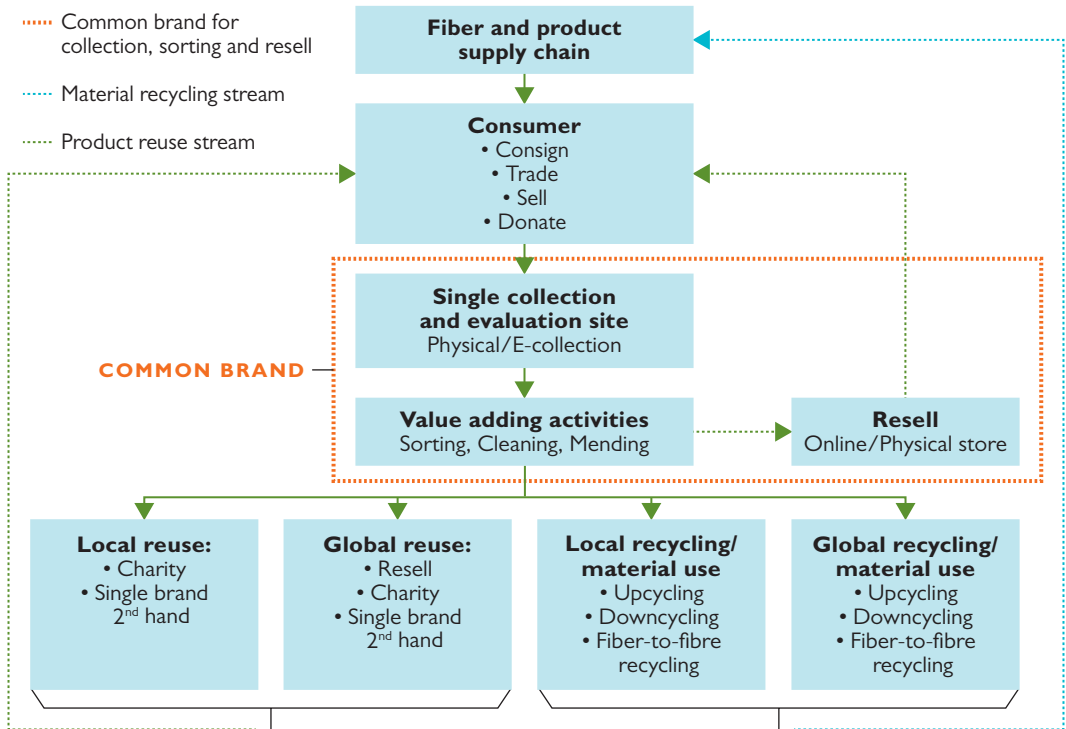 Common brand for
collection, sorting and resell
Material recycling stream
Product reuse stream
Fiber and product
supply chain
Consumer
• Consign
• Trade
• Sell
• Donate
Single collection
and evaluation site
Physical/E-collection
COMMON BRAND
Value adding activities
Sorting, Cleaning, Mending
Resell
Online/Physical store
Local reuse:
• Charity
• Single brand
2nd hand
Global reuse:
• Resell
• Charity
• Single brand
2nd hand
Local recycling/
material use
• Upcycling
• Downcycling
• Fiber-to-fibre
recycling
Global recycling/
material use
• Upcycling
• Downcycling
• Fiber-to-fibre
recycling